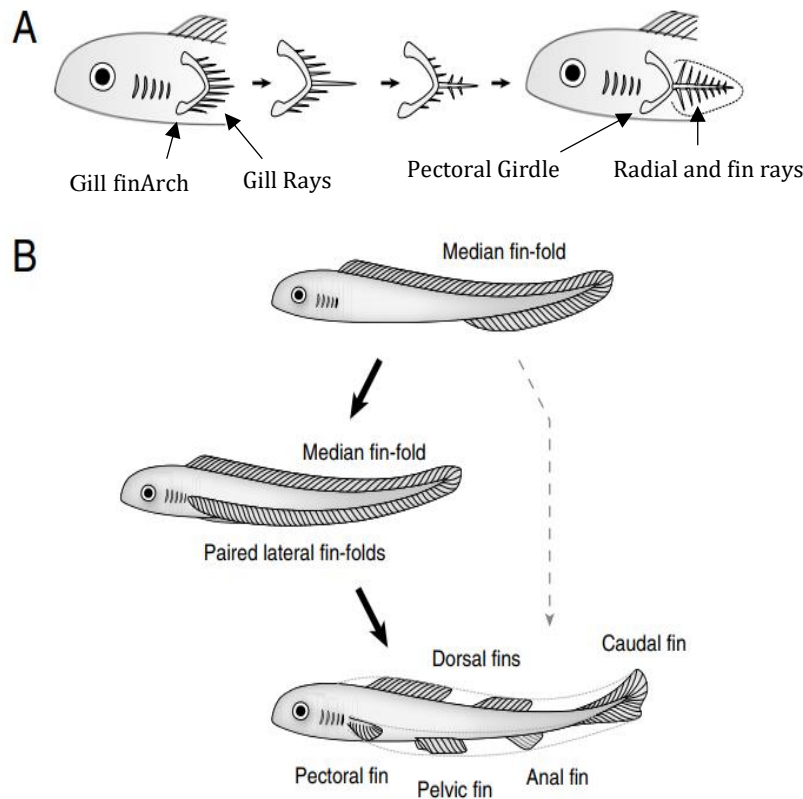 A
Gill finArch
Gill Rays
Pectoral Girdle
Radial and fin rays
B
Median fin-fold
Median fin-fold
Paired lateral fin-folds
Dorsal fins
Caudal fin
Pectoral fin
Pelvic fin
Anal fin